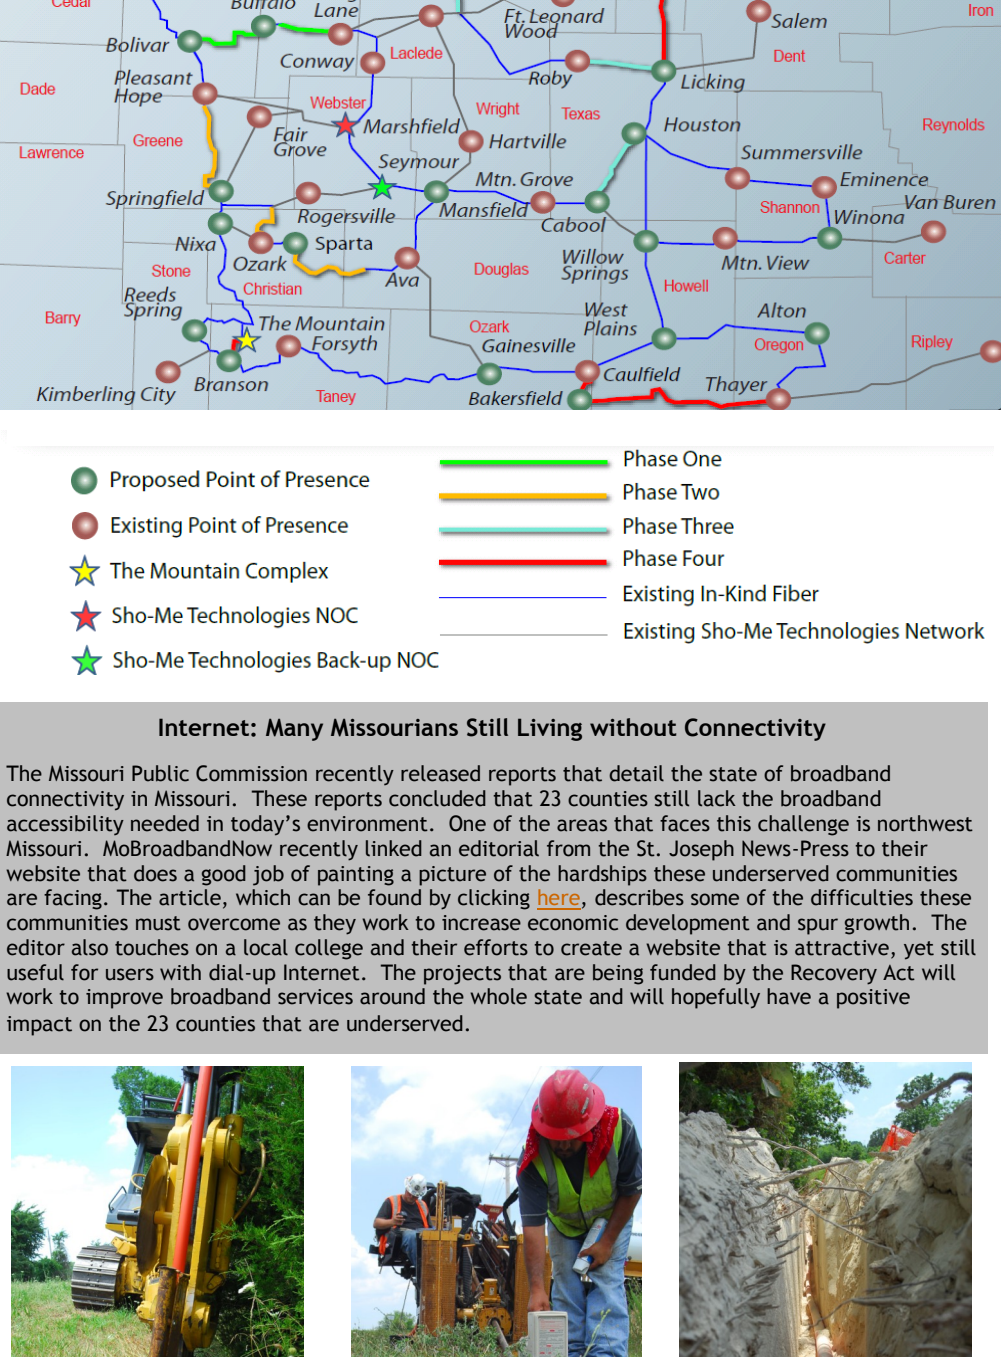 Cedar
Buffalo
Lane
Ft. Leonard
Wood
Salem
Iron
Bolivar
Conway
Laclede
Roby
Licking
Dent
Pleasant
Hope
Dade
Webster
Wright
Texas
Marshfield
Hartville
Houston
Reynolds
Fair
Grove
Greene
Lawrence
Seymour
Summersville
Mtn. Grove
Eminence
Springfield
Rogersville
Mansfield
Cabool
Shannon
Winona
Van Buren
Nixa
Ozark
Sparta
Ava
Douglas
Willow
Springs
Mtn. View
Carter
Stone
Christian
Howell
Reeds
Spring
Barry
The Mountain
Forsyth
Ozark
Gainesville
West
Plains
Alton
Oregon
Ripley
Kimberling City
Branson
Taney
Bakersfield
Caulfield
Thayer
Proposed Point of Presence
Existing Point of Presence
The Mountain Complex
Sho-Me Technologies NOC
Sho-Me Technologies Back-up NOC
Phase One
Phase Two
Phase Three
Phase Four
Existing In-Kind Fiber
Existing Sho-Me Technologies Network
Internet: Many Missourians Still Living without Connectivity
The Missouri Public Commission recently released reports that detail the state of broadband
connectivity in Missouri.  These reports concluded that 23 counties still lack the broadband
accessibility needed in today's environment.  One of the areas that faces this challenge is northwest
Missouri.  MoBroadbandNow recently linked an editorial from the St. Joseph News-Press to their
website that does a good job of painting a picture of the hardships these underserved communities
are facing. The article, which can be found by clicking here, describes some of the difficulties these
communities must overcome as they work to increase economic development and spur growth.  The
editor also touches on a local college and their efforts to create a website that is attractive, yet still
useful for users with dial-up Internet.  The projects that are being funded by the Recovery Act will
work to improve broadband services around the whole state and will hopefully have a positive
impact on the 23 counties that are underserved.